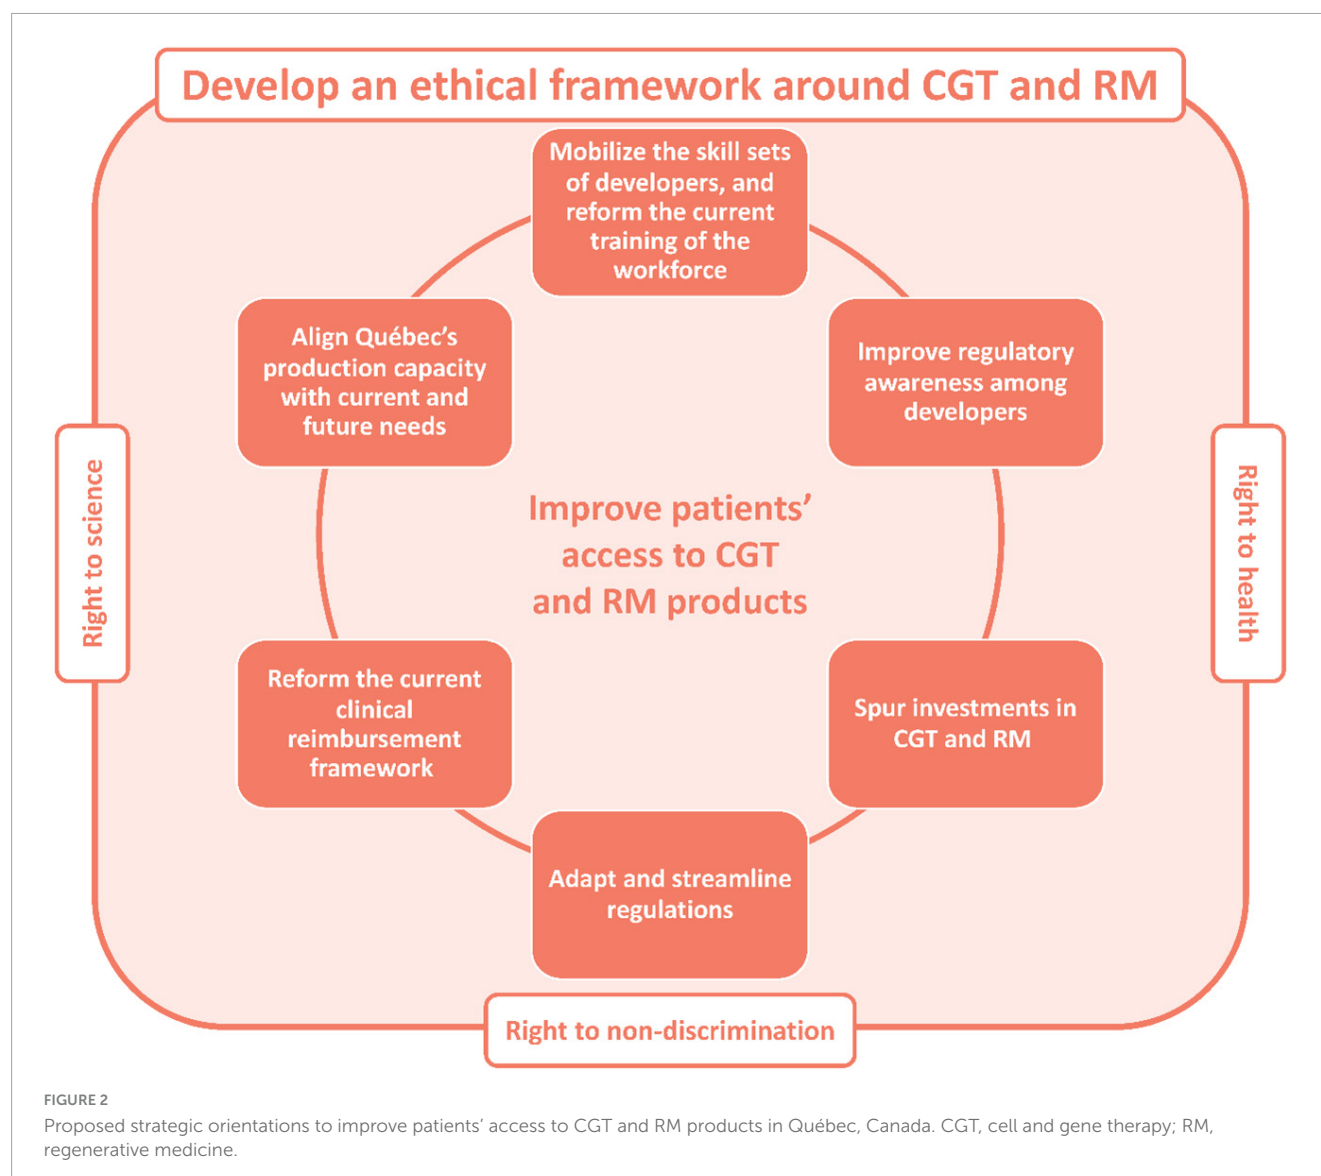 Develop an ethical framework around CGT and RM
Mobilize the skill sets
of developers, and
reform the current
training of the
workforce
Improve regulatory
awareness among
developers
Spur investments in
CGT and RM
Adapt and streamline
regulations
Reform the current
clinical
reimbursement
framework
Align Québec’s
production capacity
with current and
future needs
Improve patients’
access to CGT
and RM products
Right to science
Right to health
Right to non-discrimination
FIGURE 2
Proposed strategic orientations to improve patients’ access to CGT and RM products in Québec, Canada. CGT, cell and gene therapy; RM,
regenerative medicine.